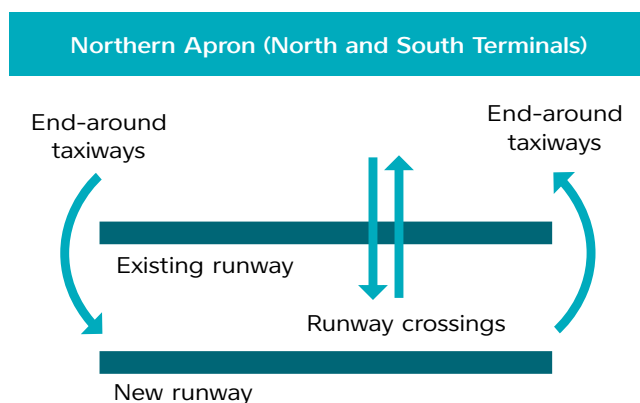 Northern Apron (North and South Terminals)
End-around
taxiways
End-around
taxiways
Existing runway
Runway crossings
New runway